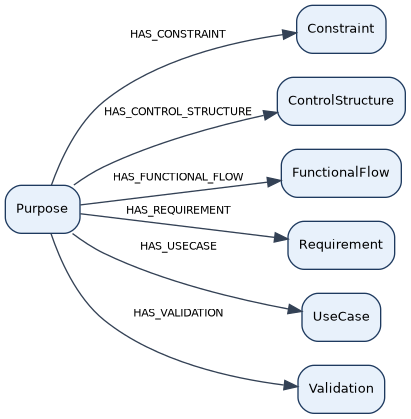 HAS_CONSTRAINT
Constraint
HAS_CONTROL_STRUCTURE
ControlStructure
HAS_FUNCTIONAL_FLOW
FunctionalFlow
Purpose
HAS_REQUIREMENT
Requirement
HAS_USECASE
UseCase
HAS_VALIDATION
Validation